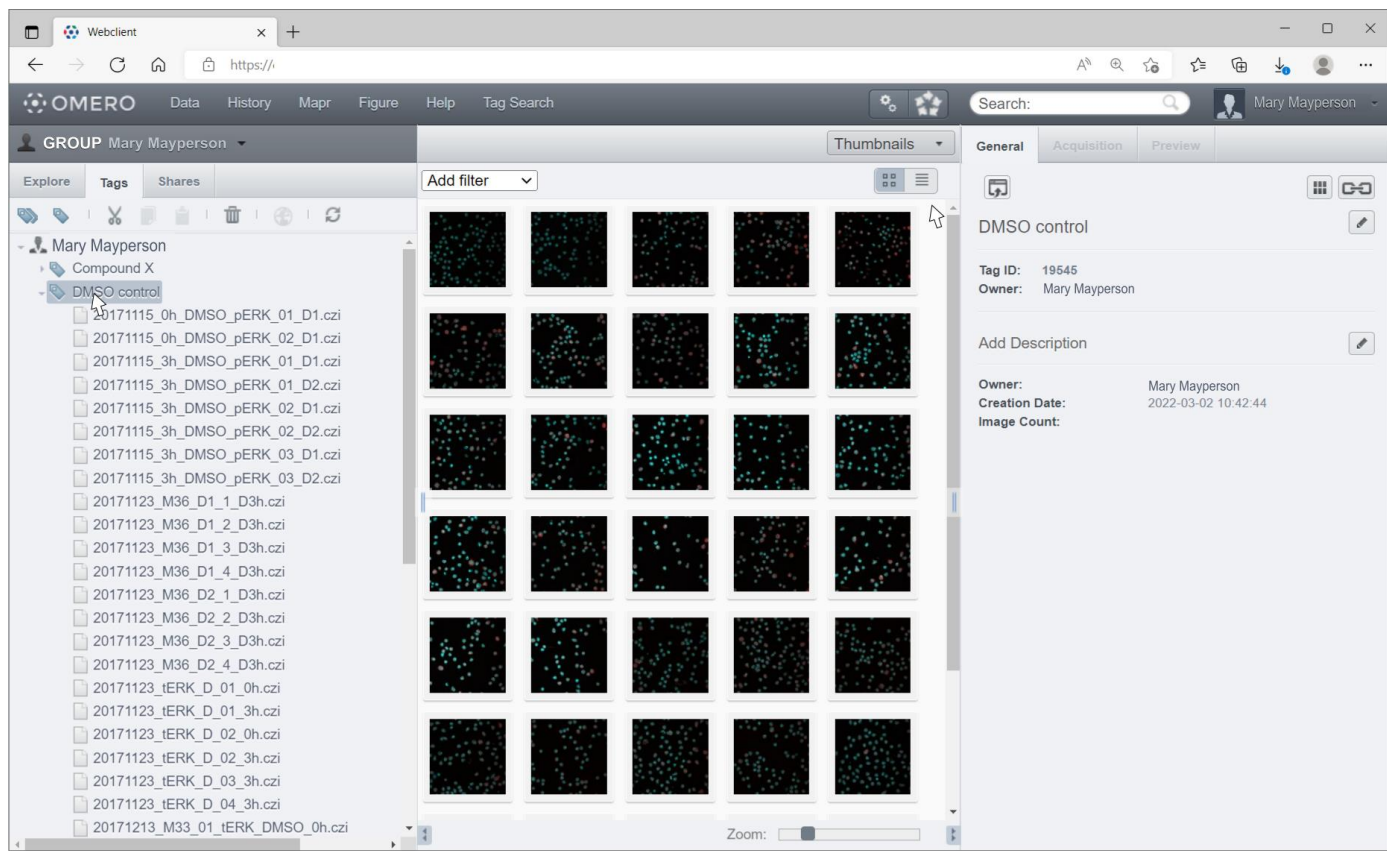 Webclient
https://
OMERO Data History Mapr Figure Help Tag Search Search: Mary Mayperson
GROUP Mary Mayperson Thumbnails General Acquisition Preview
Explore Tags Shares Add filter
Mary Mayperson
Compound X
DMSO control
20171115_0h_DMSO_pERK_01_D1.czi
20171115_0h_DMSO_pERK_02_D1.czi
20171115_3h_DMSO_pERK_01_D1.czi
20171115_3h_DMSO_pERK_01_D2.czi
20171115_3h_DMSO_pERK_02_D1.czi
20171115_3h_DMSO_pERK_02_D2.czi
20171115_3h_DMSO_pERK_03_D1.czi
20171115_3h_DMSO_pERK_03_D2.czi
20171123_M36_D1_1_D3h.czi
20171123_M36_D1_2_D3h.czi
20171123_M36_D1_3_D3h.czi
20171123_M36_D1_4_D3h.czi
20171123_M36_D2_1_D3h.czi
20171123_M36_D2_2_D3h.czi
20171123_M36_D2_3_D3h.czi
20171123_M36_D2_4_D3h.czi
20171123_tERK_D_01_0h.czi
20171123_tERK_D_01_3h.czi
20171123_tERK_D_02_0h.czi
20171123_tERK_D_02_3h.czi
20171123_tERK_D_03_3h.czi
20171123_tERK_D_04_3h.czi
20171213_M33_01_tERK_DMSO_0h.czi
Zoom:
DMSO control
Tag ID: 19545
Owner: Mary Mayperson
Add Description
Owner: Mary Mayperson
Creation Date: 2022-03-02 10:42:44
Image Count: